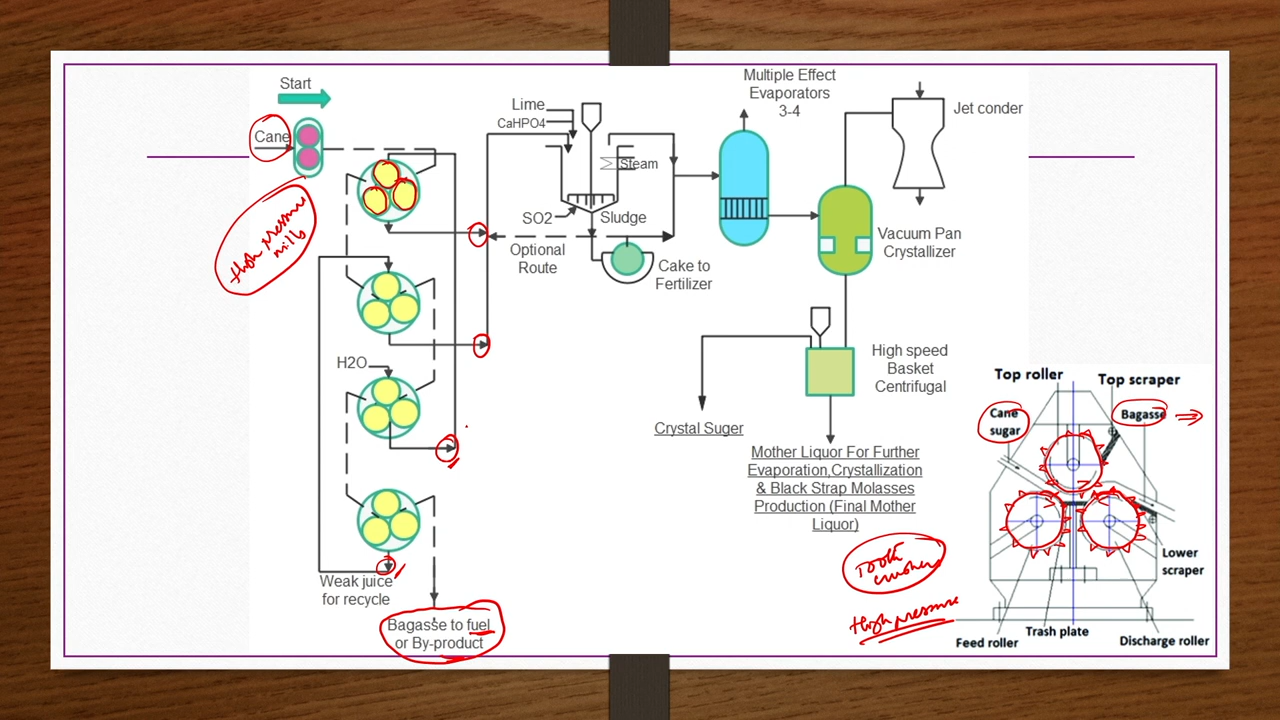 Start
Cane
High pressure
mills
Lime
CaHPO4
Steam
SO2
Sludge
Optional
Route
Cake to
Fertilizer
Multiple Effect
Evaporators
3-4
Jet conder
Vacuum Pan
Crystallizer
H2O
High speed
Basket
Centrifugal
Crystal Suger
Mother Liquor For Further
Evaporation,Crystallization
& Black Strap Molasses
Production (Final Mother
Liquor)
Weak juice
for recycle
Bagasse to fuel
or By-product
Tooth
crushers
High pressure
Top roller
Top scraper
Cane
sugar
Bagasse
Lower
scraper
Trash plate
Feed roller
Discharge roller